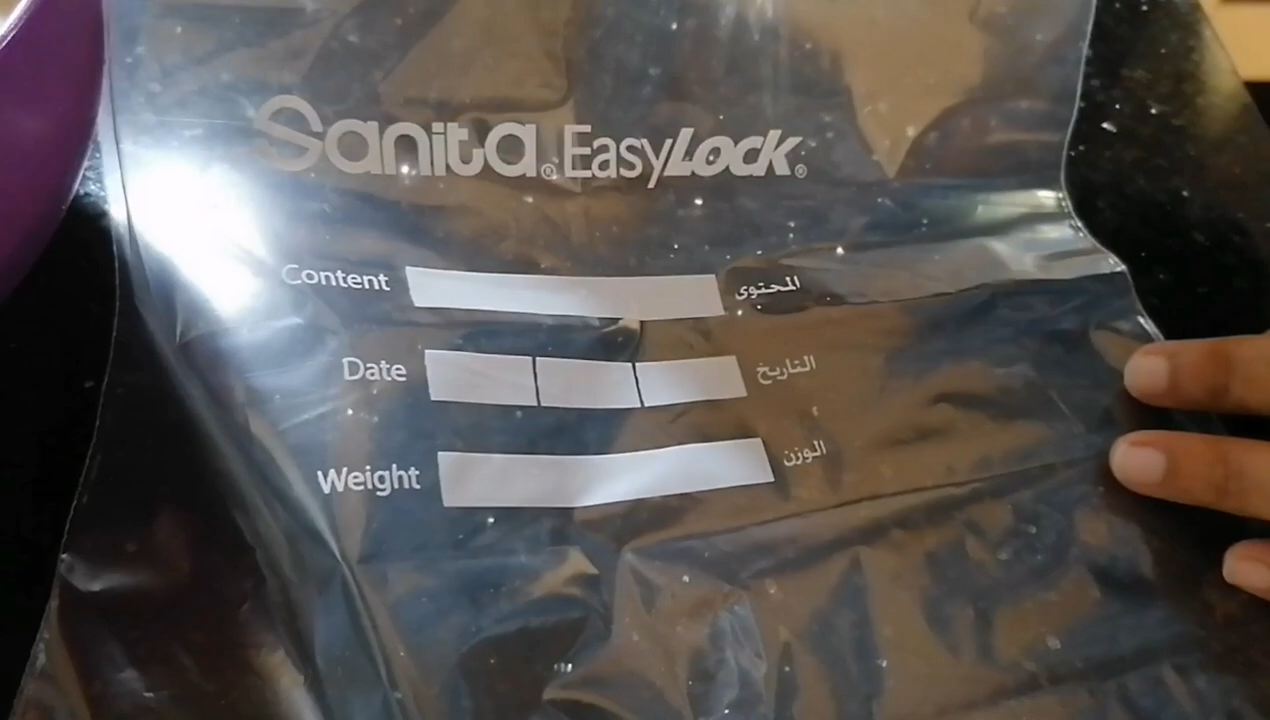 Sanita® EasyLock®
Content المحتوى
Date التاريخ
Weight الوزن